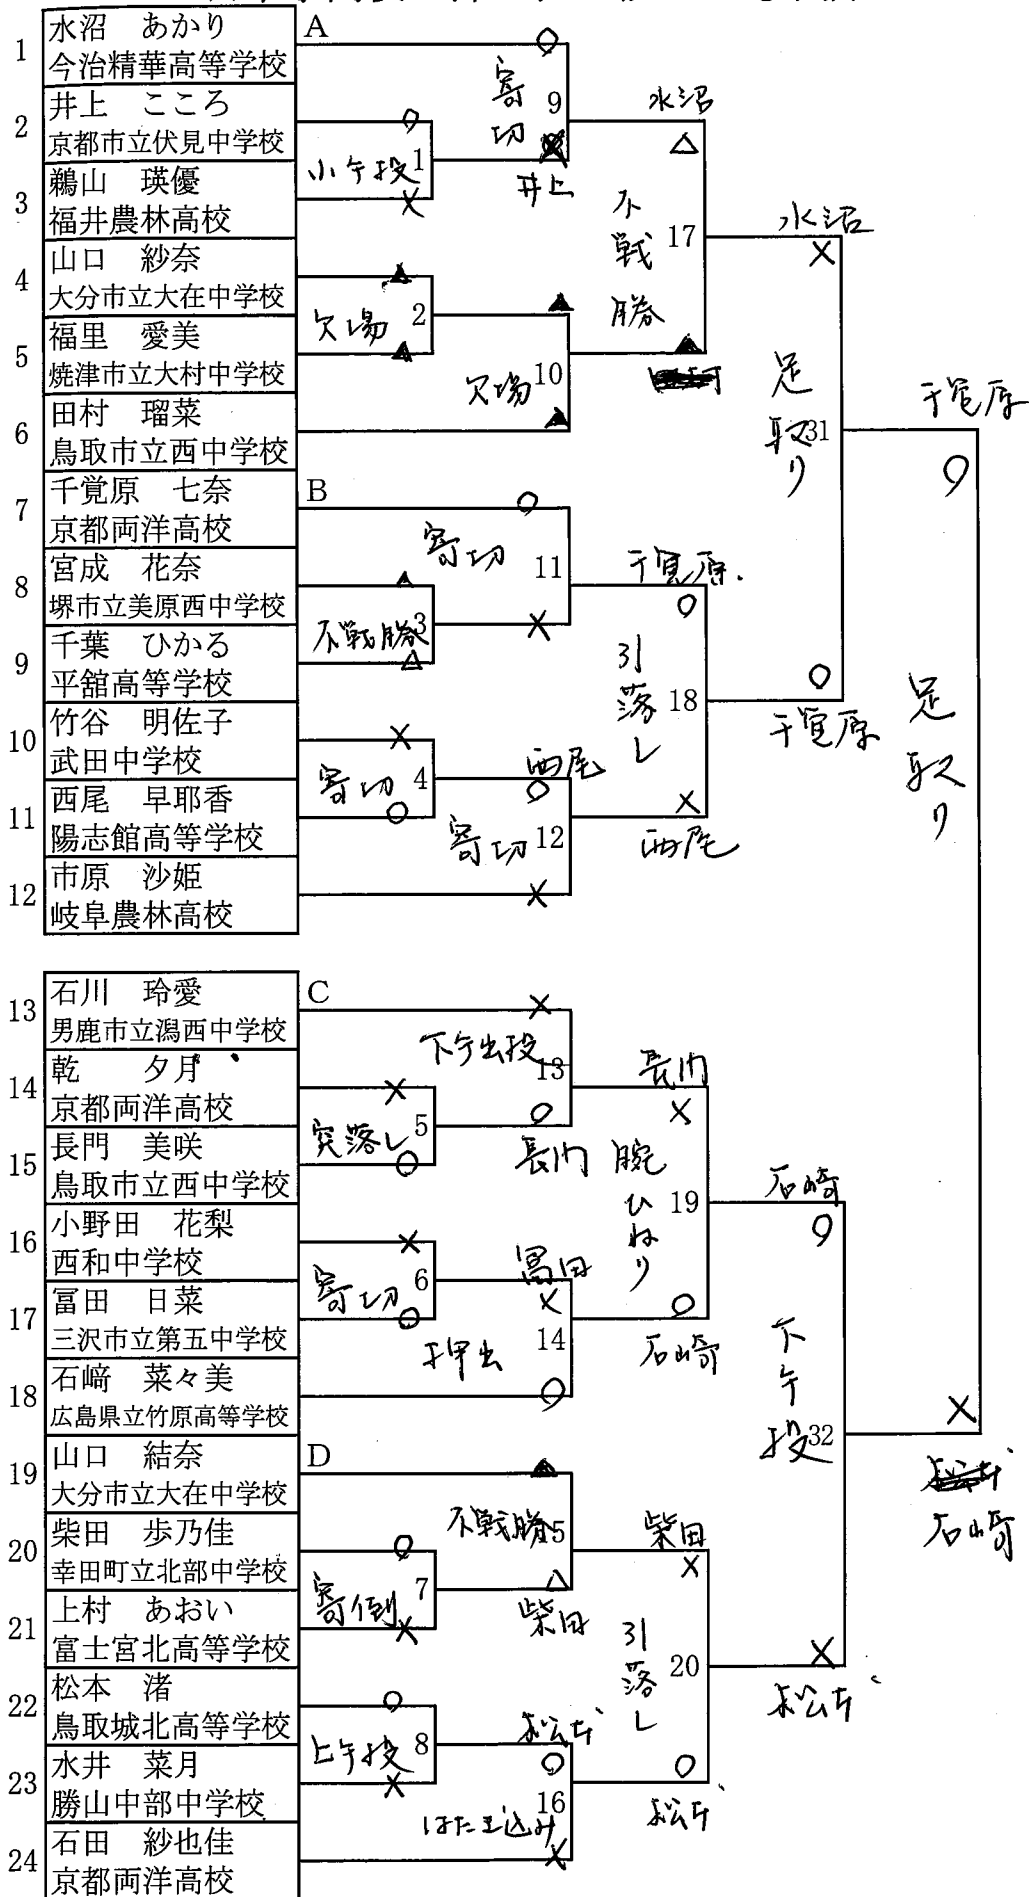 1
水沼　あかり
今治精華高等学校
2
井上　こころ
京都市立伏見中学校
3
鵜山　瑛優
福井農林高校
4
山口　紗奈
大分市立大在中学校
5
福里　愛美
焼津市立大村中学校
6
田村　瑠菜
鳥取市立西中学校
7
千覚原　七奈
京都両洋高校
8
宮成　花奈
堺市立美原西中学校
9
千葉　ひかる
平舘高等学校
10
竹谷　明佐子
武田中学校
11
西尾　早耶香
陽志館高等学校
12
市原　沙姫
岐阜農林高校
A
寄切
9
小手投
1
井上
欠場
2
欠場
10
水沼
不戦勝
17
水沼
B
寄切
11
不戦勝
3
寄切
4
西尾
寄切
12
千覚原
引落し
18
西尾
足取り
31
千覚原
千覚原
○
足取り
13
石川　玲愛
男鹿市立潟西中学校
14
乾　　夕月
京都両洋高校
15
長門　美咲
鳥取市立西中学校
16
小野田　花梨
西和中学校
17
冨田　日菜
三沢市立第五中学校
18
石﨑　菜々美
広島県立竹原高等学校
19
山口　結奈
大分市立大在中学校
20
柴田　歩乃佳
幸田町立北部中学校
21
上村　あおい
富士宮北高等学校
22
松本　渚
鳥取城北高等学校
23
水井　菜月
勝山中部中学校
24
石田　紗也佳
京都両洋高校
C
下手出投
13
突落し
5
長門
寄切
6
冨田
押出
14
長門
腕ひねり
19
石崎
石崎
下手投
32
D
不戦勝
15
寄倒
7
柴田
上手投
8
松本
はたき込み
16
柴田
引落し
20
松本
松本
石崎